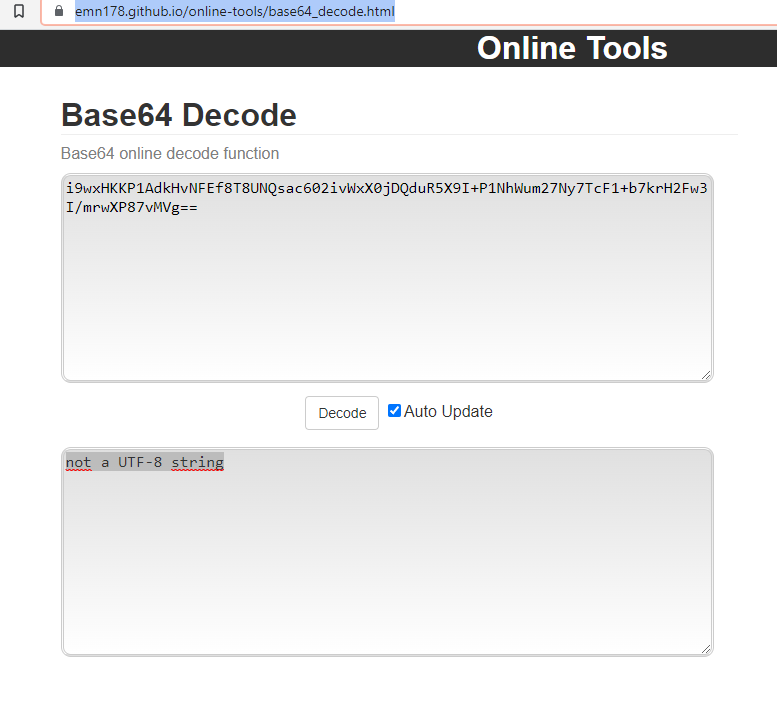 emn178.github.io/online-tools/base64_decode.html
Online Tools
Base64 Decode
Base64 online decode function
i9wxHKKP1AdkHvNFEf8T8UNQsac602ivWxX0jDQduR5X9I+P1NhWum27Ny7TcF1+b7krH2Fw3
I/mrwXP87vMVg==
Decode
Auto Update
not a UTF-8 string